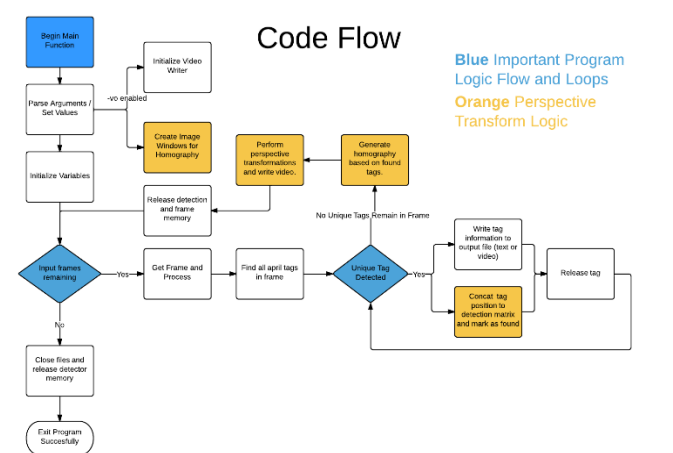 Code Flow
Blue Important Program
Logic Flow and Loops
Orange Perspective
Transform Logic
Begin Main
Function
Initialize Video
Writer
-vo enabled
Parse Arguments /
Set Values
Create Image
Windows for
Homography
Perform
perspective
transformations
and write video.
Generate
homography
based on found
tags.
Initialize Variables
Release detection
and frame
memory
No Unique Tags Remain in Frame
Write tag
information to
output file (text or
video)
Input frames
remaining
Yes
Get Frame and
Process
Find all april tags
in frame
Unique Tag
Detected
Yes
Release tag
Concat tag
position to
detection matrix
and mark as found
No
Close files and
release detector
memory
Exit Program
Succesfully